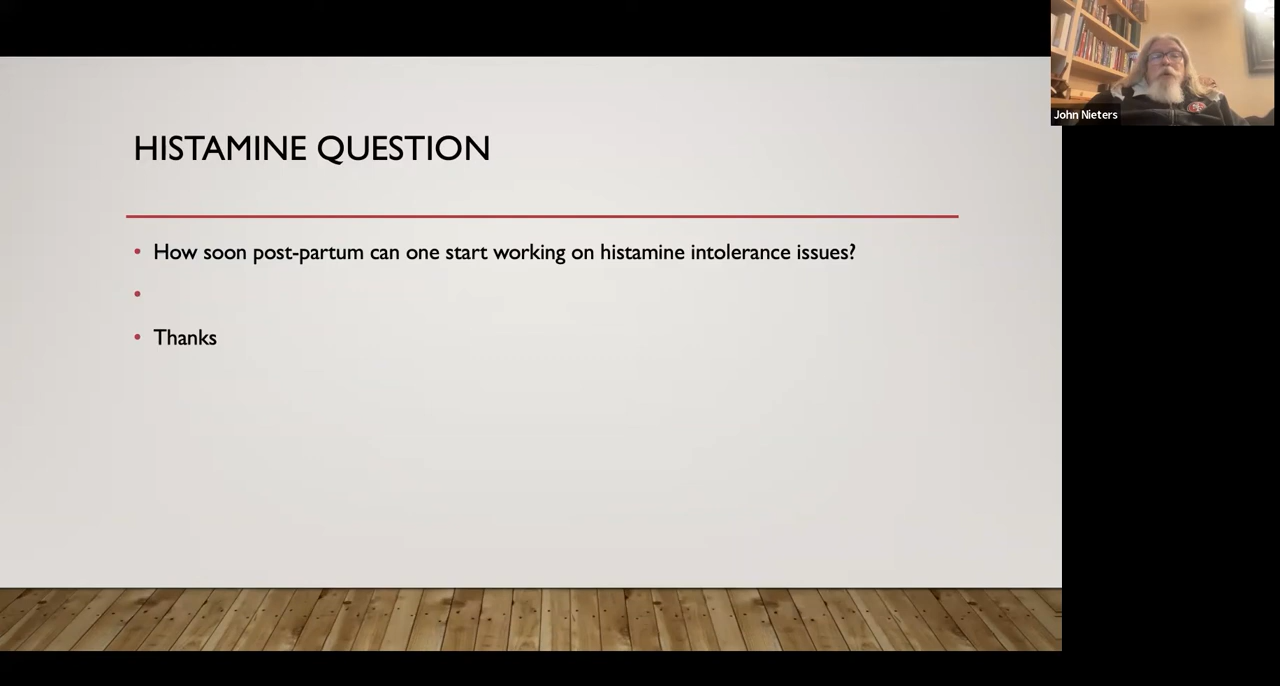 HISTAMINE QUESTION
• How soon post-partum can one start working on histamine intolerance issues?
•
• Thanks
John Nieters